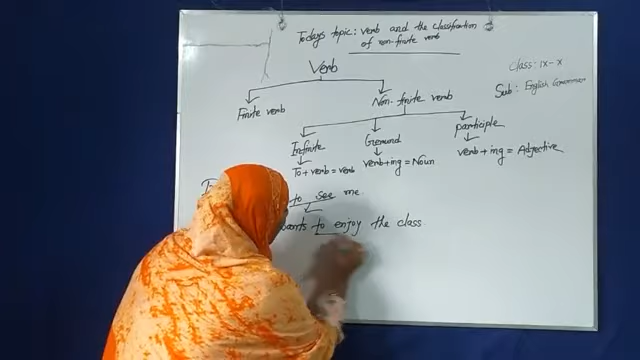 Todays topic: verb and the classification
of non-finite verb
Class: ix-x
Sub: English Grammar
Verb
Finite verb
Non-finite verb
Infinite
Gerund
participle
To + verb = verb
verb+ing = Noun
verb+ing = Adjective
to see me
wants to enjoy the class.